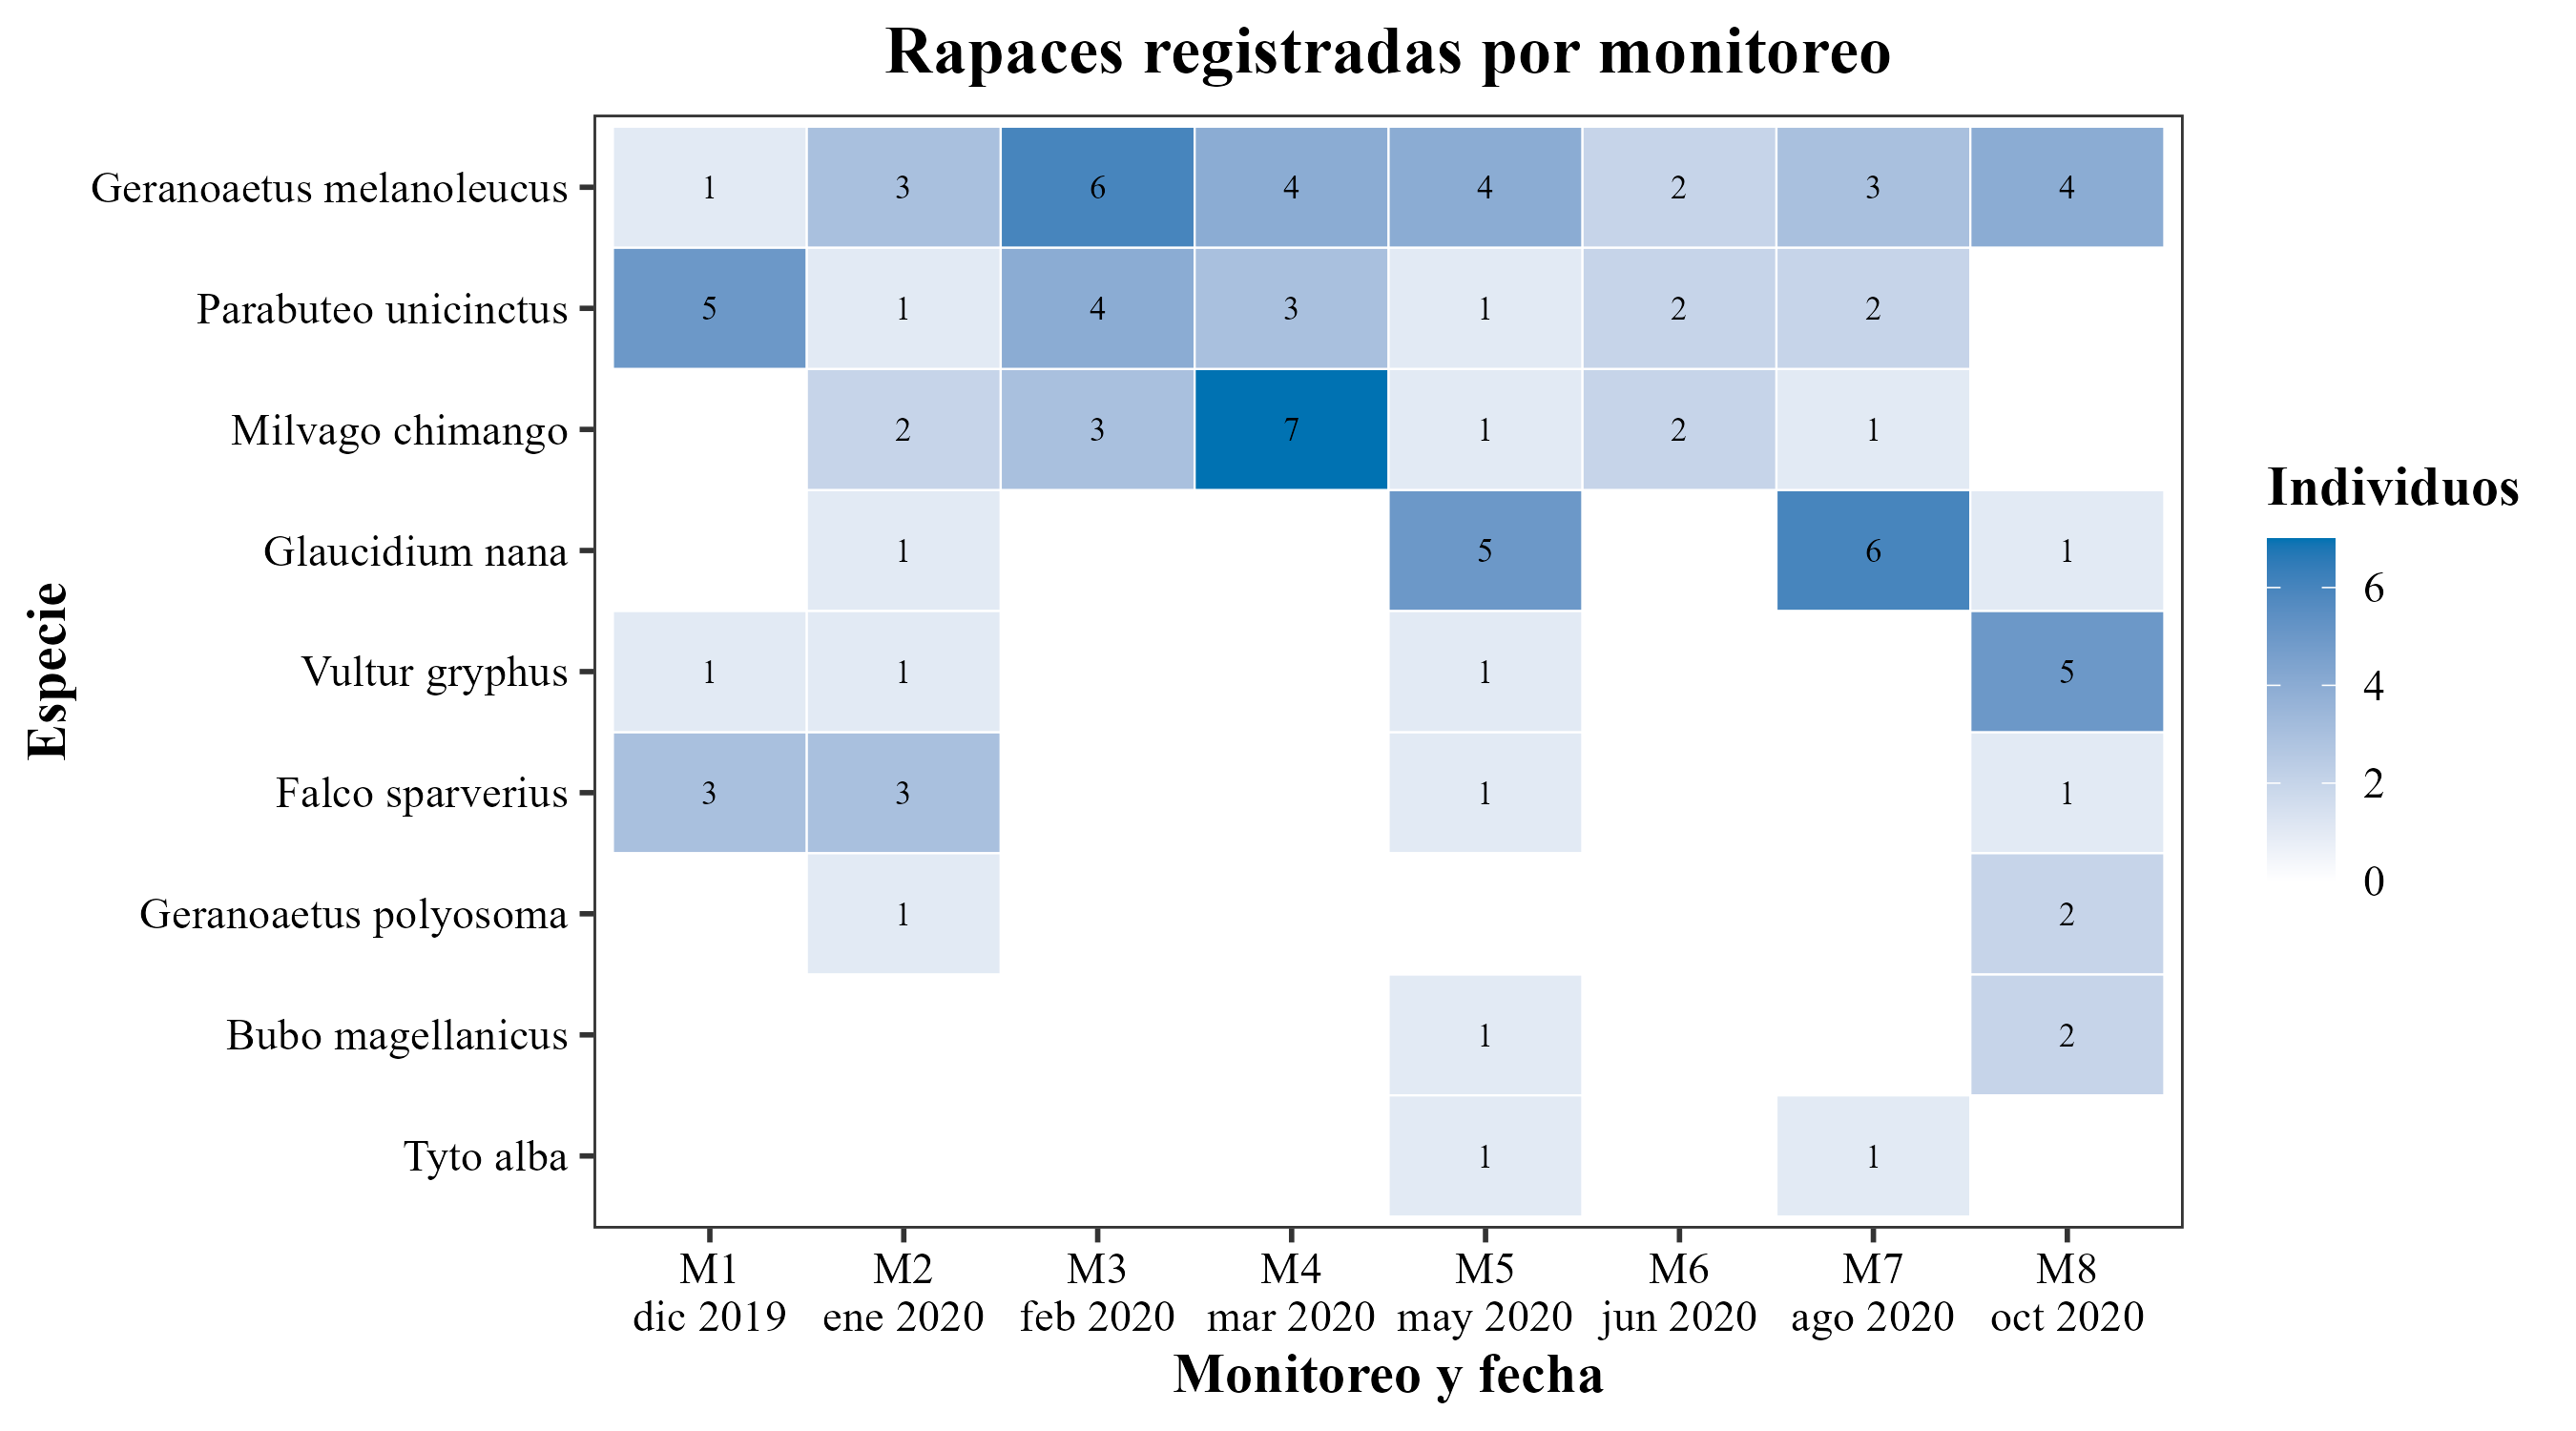 Rapaces registradas por monitoreo
Especie
Geranoaetus melanoleucus 1 3 6 4 4 2 3 4
Parabuteo unicinctus 5 1 4 3 1 2 2
Milvago chimango 2 3 7 1 2 1
Glaucidium nana 1 5 6 1
Vultur gryphus 1 1 1 5
Falco sparverius 3 3 1 1
Geranoaetus polyosoma 1 2
Bubo magellanicus 1 2
Tyto alba 1 1
M1 M2 M3 M4 M5 M6 M7 M8
dic 2019 ene 2020 feb 2020 mar 2020 may 2020 jun 2020 ago 2020 oct 2020
Monitoreo y fecha
Individuos
6
4
2
0